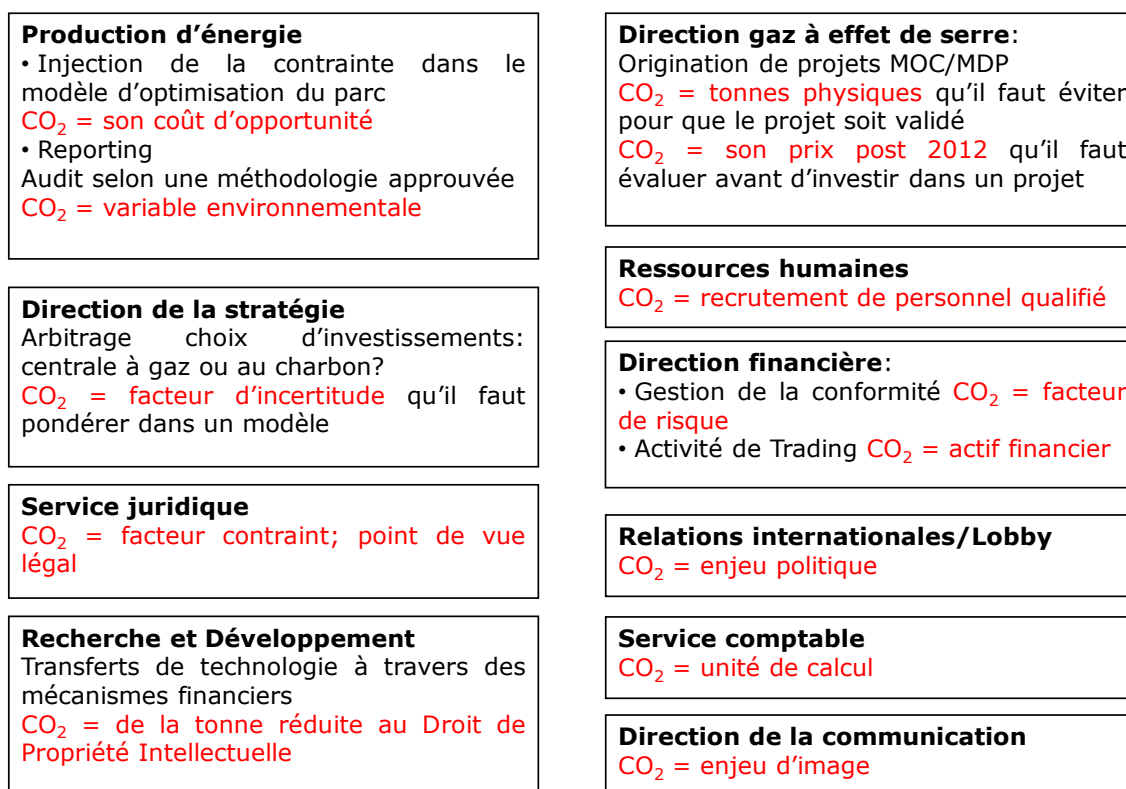 Production d’énergie
• Injection de la contrainte dans le
modèle d’optimisation du parc
CO₂ = son coût d’opportunité
• Reporting
Audit selon une méthodologie approuvée
CO₂ = variable environnementale
Direction de la stratégie
Arbitrage choix d’investissements:
centrale à gaz ou au charbon?
CO₂ = facteur d’incertitude qu’il faut
pondérer dans un modèle
Service juridique
CO₂ = facteur contraint; point de vue
légal
Recherche et Développement
Transferts de technologie à travers des
mécanismes financiers
CO₂ = de la tonne réduite au Droit de
Propriété Intellectuelle
Direction gaz à effet de serre:
Origination de projets MOC/MDP
CO₂ = tonnes physiques qu’il faut éviter
pour que le projet soit validé
CO₂ = son prix post 2012 qu’il faut
évaluer avant d’investir dans un projet
Ressources humaines
CO₂ = recrutement de personnel qualifié
Direction financière:
• Gestion de la conformité CO₂ = facteur
de risque
• Activité de Trading CO₂ = actif financier
Relations internationales/Lobby
CO₂ = enjeu politique
Service comptable
CO₂ = unité de calcul
Direction de la communication
CO₂ = enjeu d’image